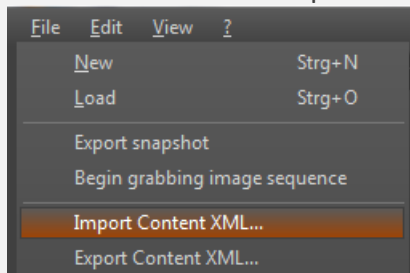 File Edit View ?
New Strg+N
Load Strg+O
Export snapshot
Begin grabbing image sequence
Import Content XML...
Export Content XML...